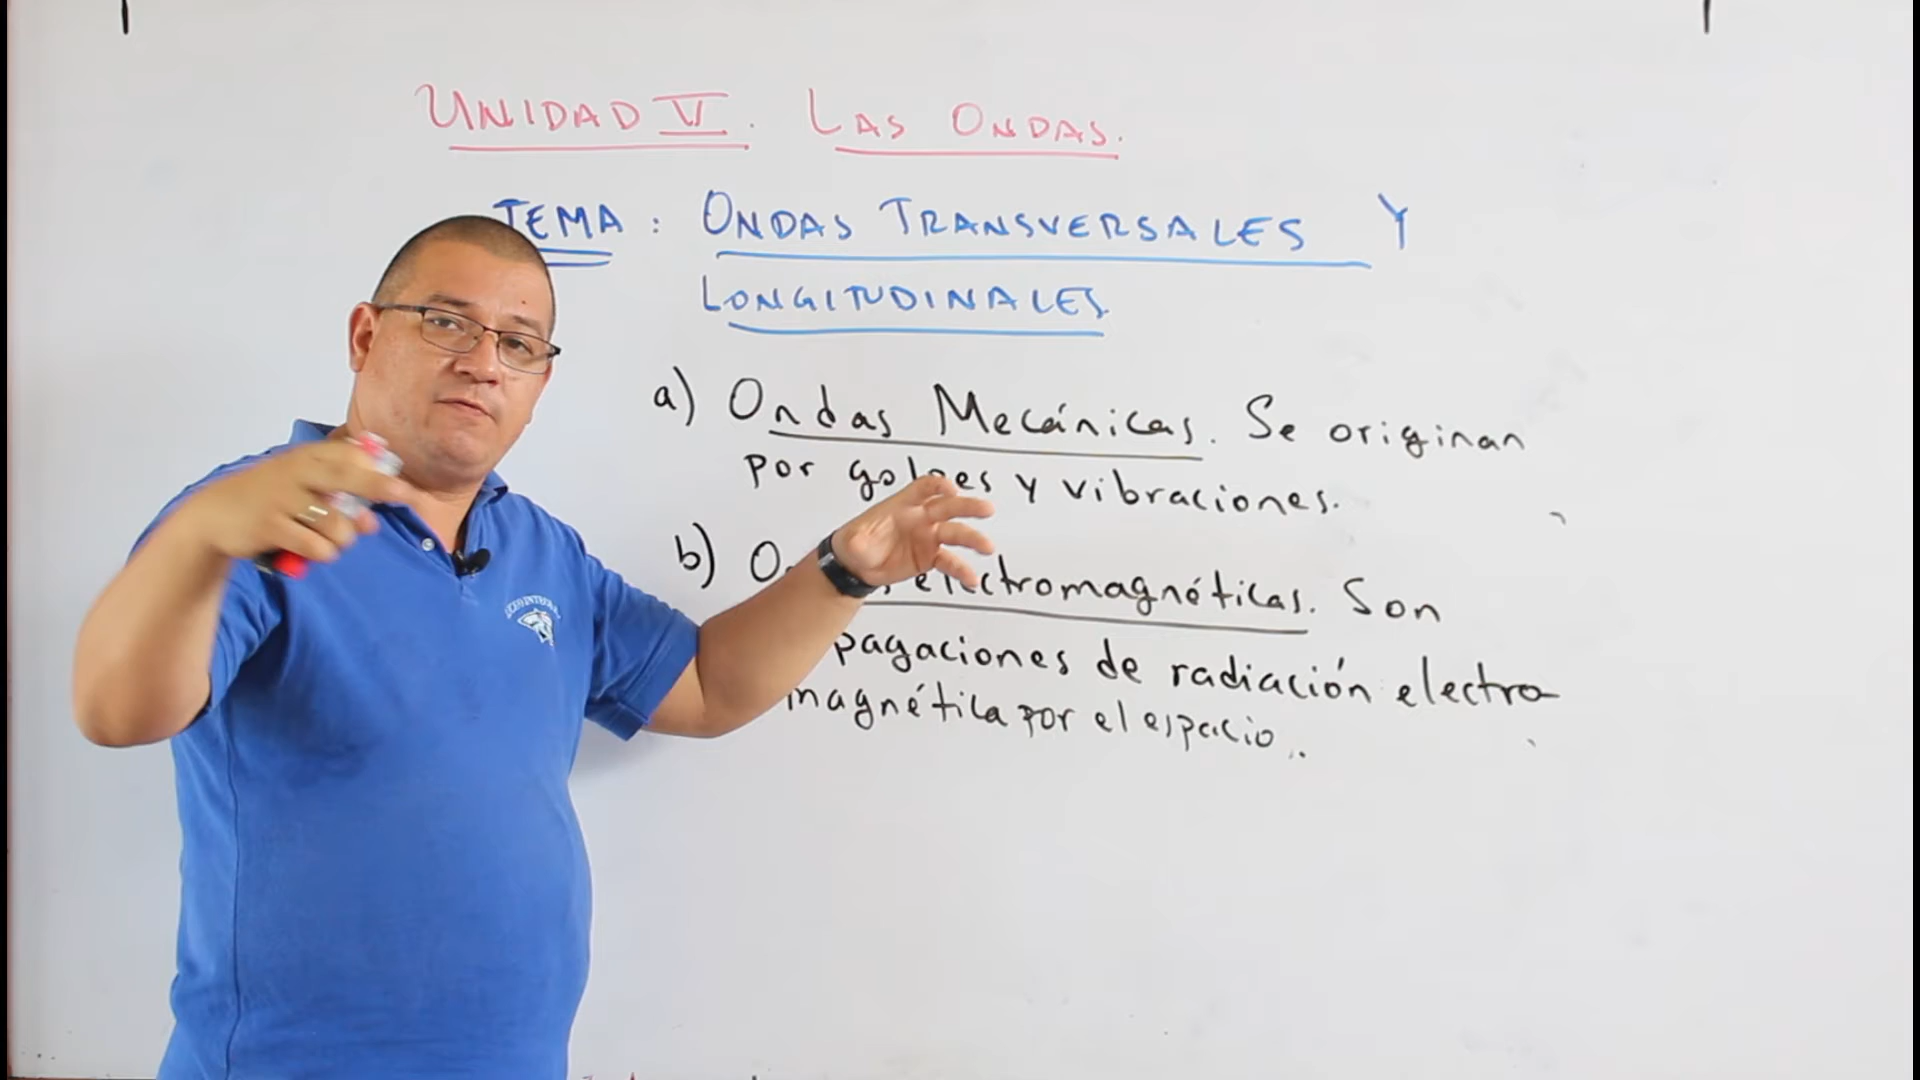 UNIDAD V. LAS ONDAS.
TEMA: ONDAS TRANSVERSALES Y
LONGITUDINALES
a) Ondas Mecánicas. Se originan
por golpes y vibraciones.
b) electromagnéticas. Son
pagaciones de radiación electro
magnética por el espacio.